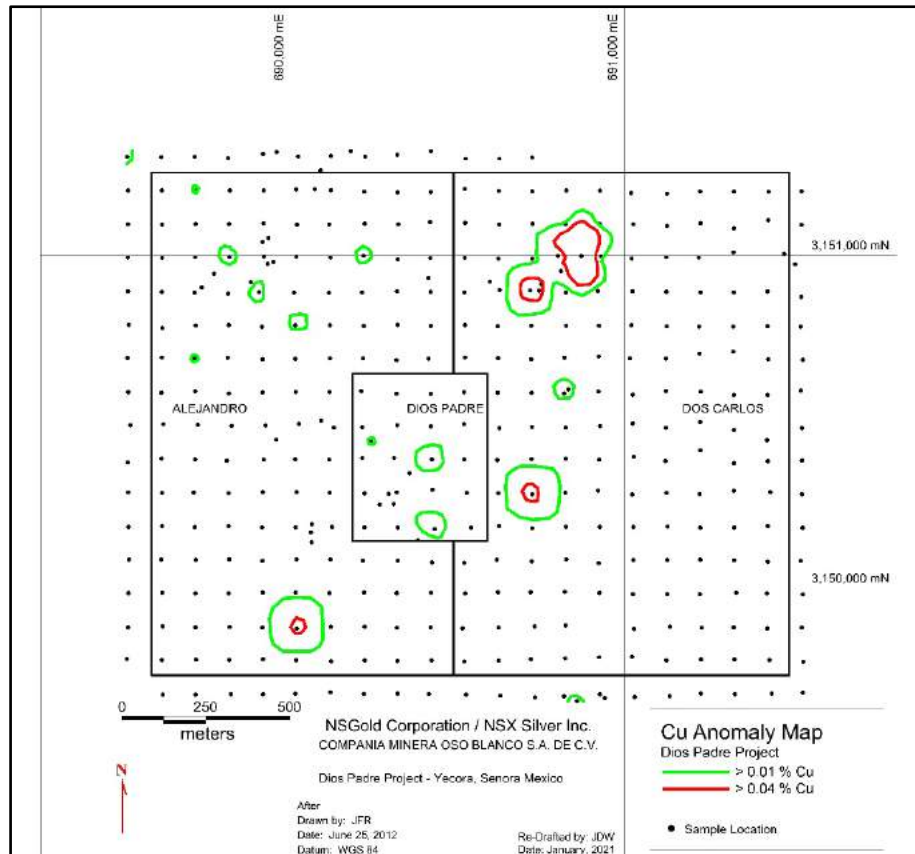 690,000 mE
691,000 mE
3,151,000 mN
ALEJANDRO
DIOS PADRE
DOS CARLOS
3,150,000 mN
0 250 500
meters
N
NSGold Corporation / NSX Silver Inc.
COMPANIA MINERA OSO BLANCO S.A. DE C.V.
Dios Padre Project - Yecora, Senora Mexico
After
Drawn by: JFR
Date: June 25, 2012
Datum: WGS 84
Re-Drafted by: JDW
Date: January, 2021
Cu Anomaly Map
Dios Padre Project
> 0.01 % Cu
> 0.04 % Cu
Sample Location